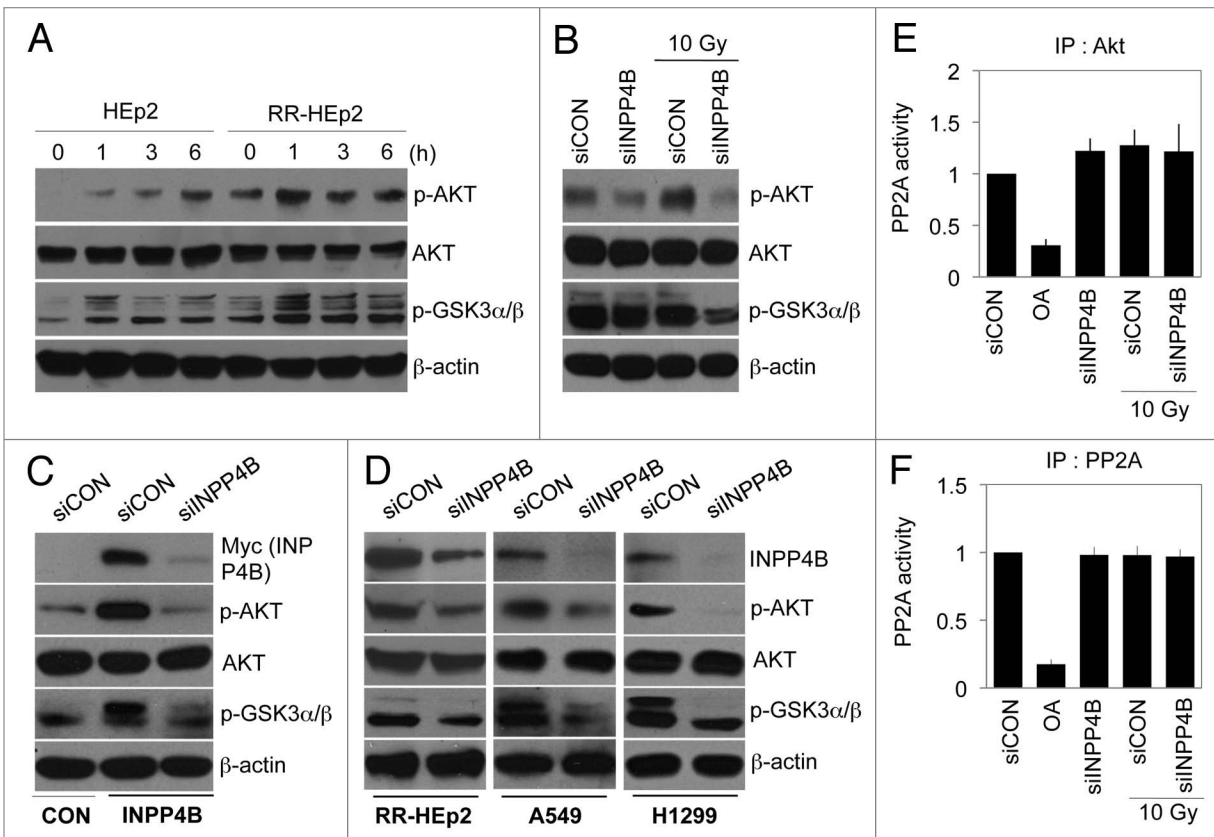 A
HEp2 RR-HEp2
0 1 3 6 0 1 3 6 (h)
p-AKT
AKT
p-GSK3α/β
β-actin
B
10 Gy
siCON siINPP4B siCON siINPP4B
p-AKT
AKT
p-GSK3α/β
β-actin
E
IP : Akt
PP2A activity
2
1.5
1
0.5
0
siCON OA siINPP4B siCON siINPP4B
10 Gy
C
siCON siCON siINPP4B
Myc (INP
P4B)
p-AKT
AKT
p-GSK3α/β
β-actin
CON INPP4B
D
siCON siINPP4B siCON siINPP4B siCON siINPP4B
INPP4B
p-AKT
AKT
p-GSK3α/β
β-actin
RR-HEp2 A549 H1299
F
IP : PP2A
PP2A activity
1.5
1
0.5
0
siCON OA siINPP4B siCON siINPP4B
10 Gy